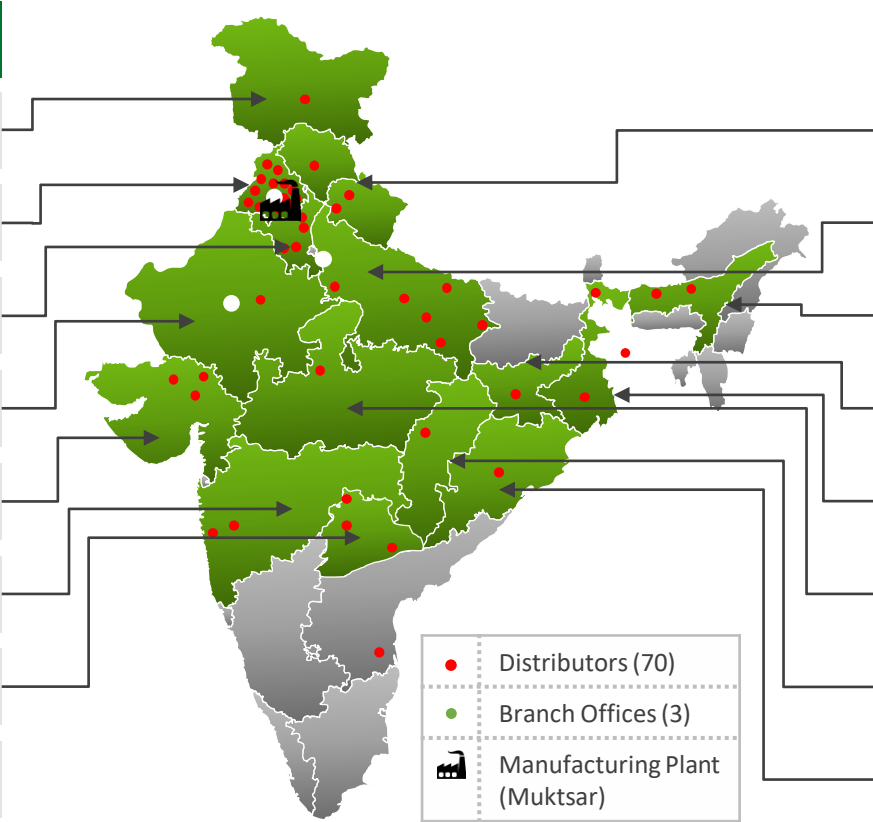 Distributors (70)
Branch Offices (3)
Manufacturing Plant
(Muktsar)